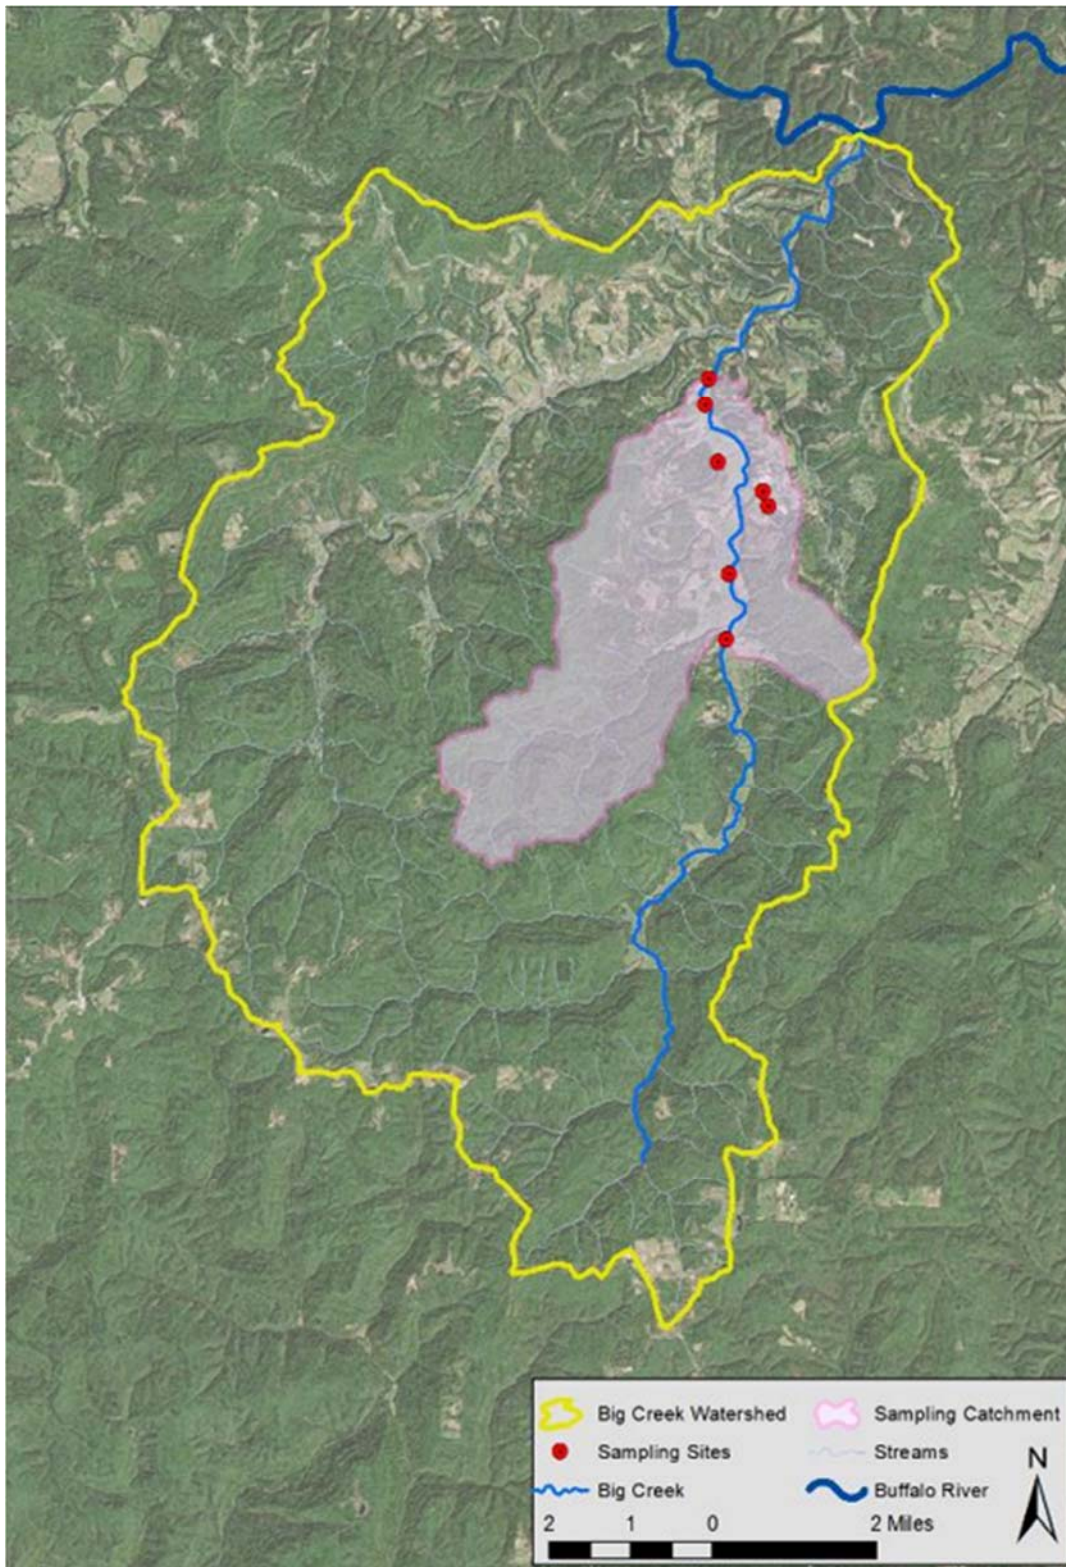 Big Creek Watershed
Sampling Catchment
Sampling Sites
Streams
N
Big Creek
Buffalo River
2 1 0 2 Miles